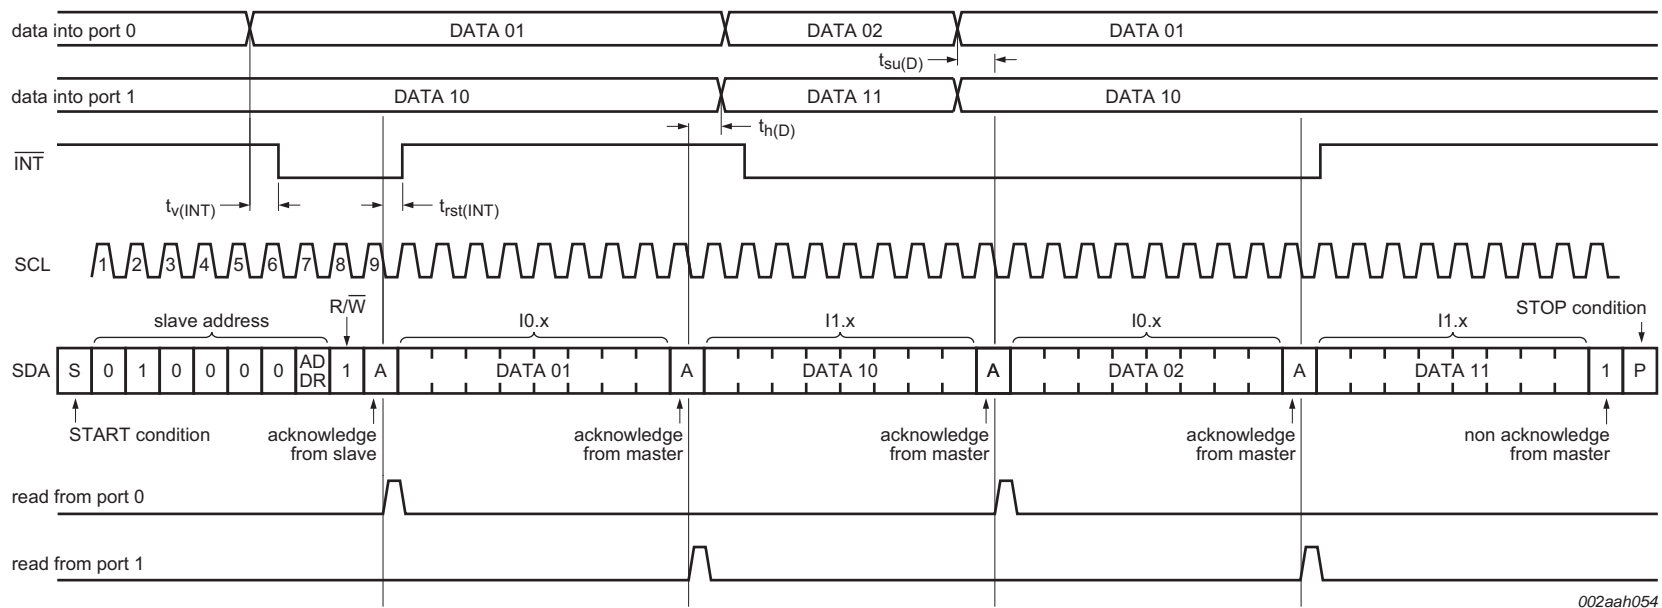 data into port 0 DATA 01 DATA 02 DATA 01
tsu(D)
data into port 1 DATA 10 DATA 11 DATA 10
th(D)
INT
tv(INT) trst(INT)
SCL 1 2 3 4 5 6 7 8 9
R/W
slave address I0.x I1.x I0.x I1.x STOP condition
SDA S 0 1 0 0 0 0 AD DR 1 A DATA 01 A DATA 10 A DATA 02 A DATA 11 1 P
START condition
acknowledge from slave
acknowledge from master
acknowledge from master
acknowledge from master
non acknowledge from master
read from port 0
read from port 1
002aah054